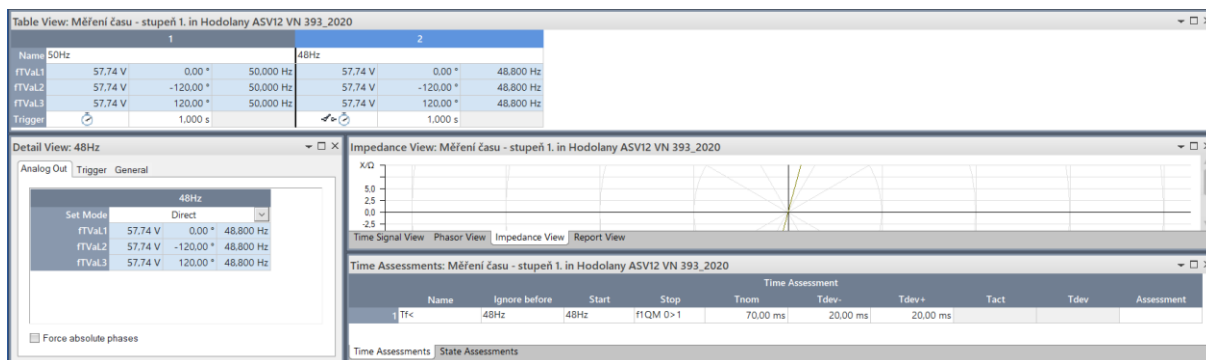 Table View: Měření času - stupeň 1. in Hodolany ASV12 VN 393_2020
1 2
Name 50Hz 48Hz
fTVaL1 57,74 V 0,00 ° 50,000 Hz 57,74 V 0,00 ° 48,800 Hz
fTVaL2 57,74 V -120,00 ° 50,000 Hz 57,74 V -120,00 ° 48,800 Hz
fTVaL3 57,74 V 120,00 ° 50,000 Hz 57,74 V 120,00 ° 48,800 Hz
Trigger 1,000 s 1,000 s
Detail View: 48Hz
Analog Out Trigger General
48Hz
Set Mode Direct
fTVaL1 57,74 V 0,00 ° 48,800 Hz
fTVaL2 57,74 V -120,00 ° 48,800 Hz
fTVaL3 57,74 V 120,00 ° 48,800 Hz
Force absolute phases
Impedance View: Měření času - stupeň 1. in Hodolany ASV12 VN 393_2020
X/Ω
5.0
2.5
0.0
-2.5
Time Signal View Phasor View Impedance View Report View
Time Assessments: Měření času - stupeň 1. in Hodolany ASV12 VN 393_2020
Time Assessment
Name Ignore before Start Stop Tnom Tdev- Tdev+ Tact Tdev Assessment
1 Tf< 48Hz 48Hz f1QM 0>1 70,00 ms 20,00 ms 20,00 ms
Time Assessments State Assessments